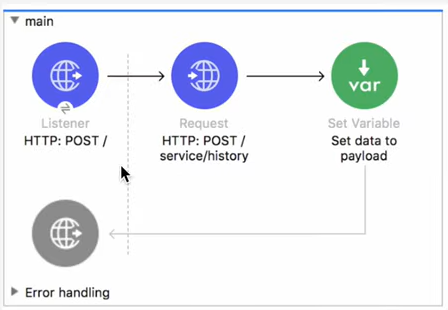 main
var
Listener
HTTP: POST /
Request
HTTP: POST /
service/history
Set Variable
Set data to
payload
Error handling